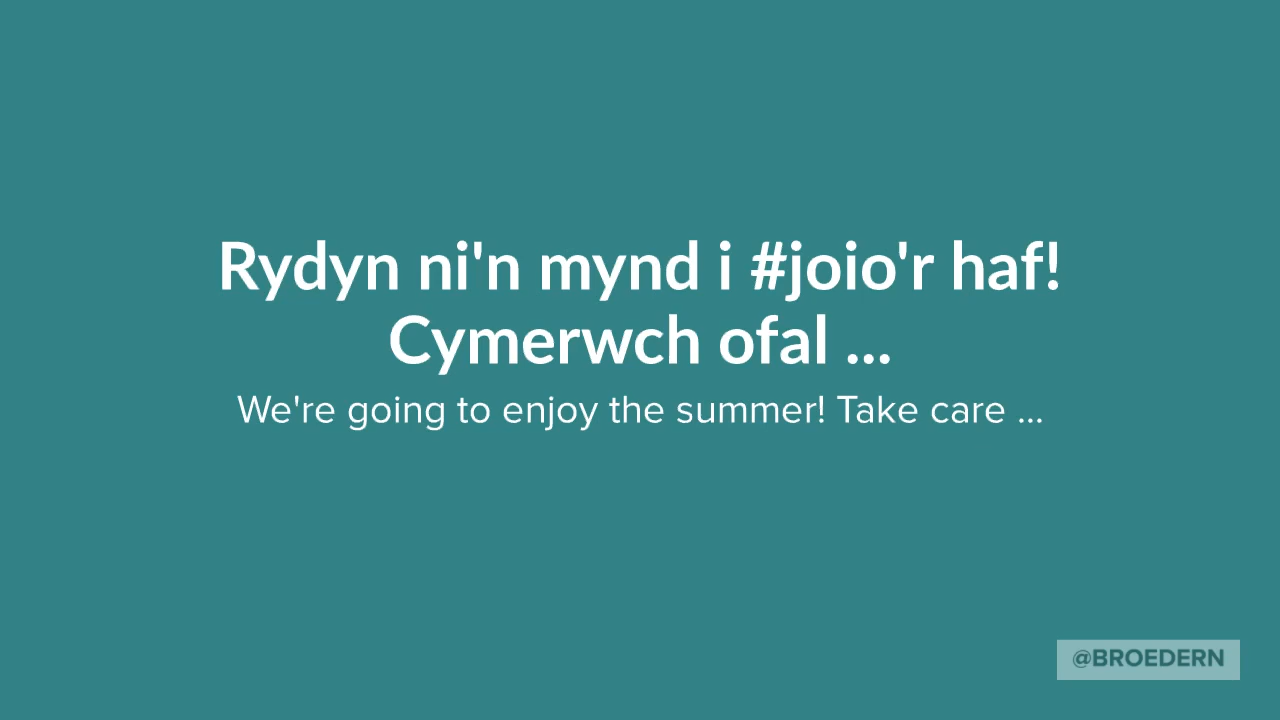 Rydyn ni'n mynd i #joio'r haf!
Cymerwch ofal ...
We're going to enjoy the summer! Take care ...
@BROEDERN